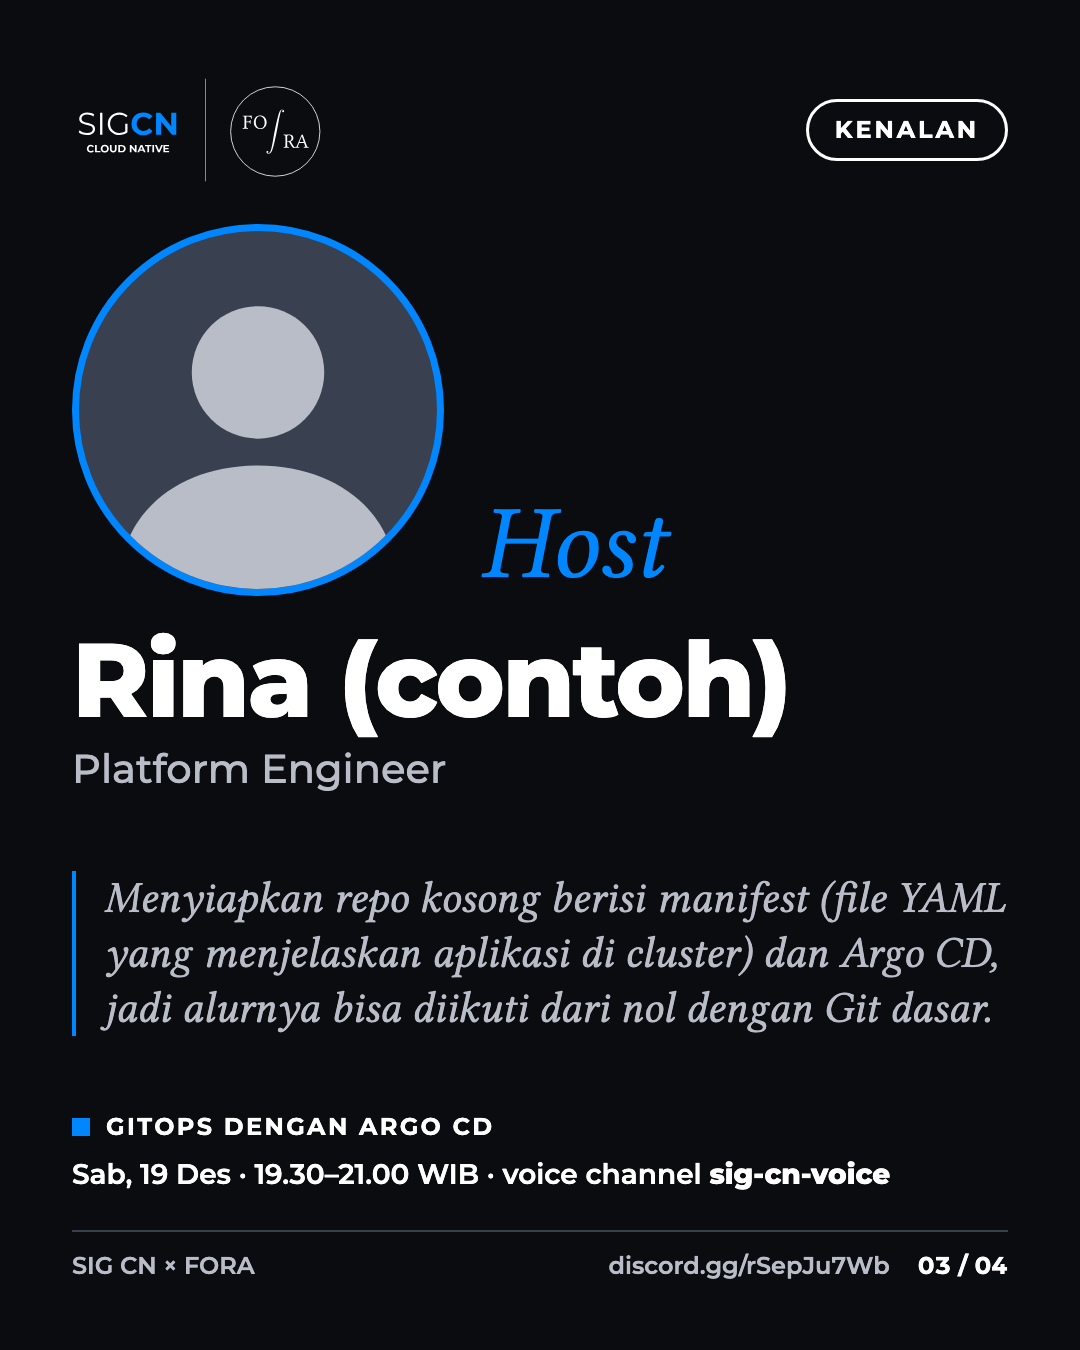 SIGCN
CLOUD NATIVE
FO RA
KENALAN
Host
Rina (contoh)
Platform Engineer
Menyiapkan repo kosong berisi manifest (file YAML
yang menjelaskan aplikasi di cluster) dan Argo CD,
jadi alurnya bisa diikuti dari nol dengan Git dasar.
GITOPS DENGAN ARGO CD
Sab, 19 Des · 19.30–21.00 WIB · voice channel sig-cn-voice
SIG CN × FORA
discord.gg/rSepJu7Wb 03 / 04